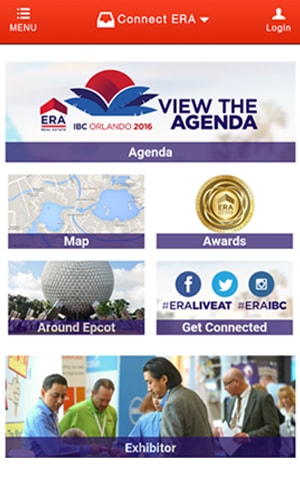 MENU
Connect ERA
Login
ERA
REAL ESTATE
IBC ORLANDO 2016
VIEW THE
AGENDA
Agenda
Map
Awards
Around Epcot
#ERALIVEAT #ERAIBC
Get Connected
Exhibitor